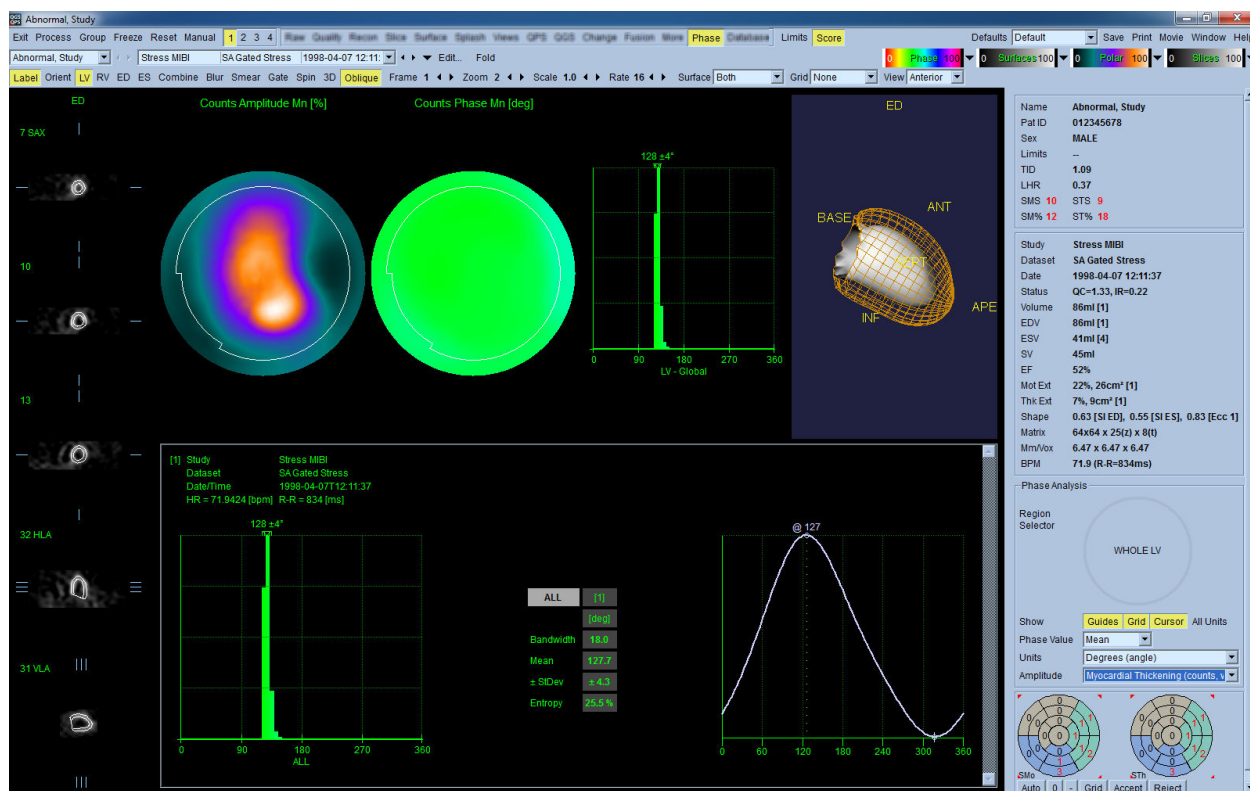 QGS QPS Abnormal, Study
Exit Process Group Freeze Reset Manual 1 2 3 4 Raw Quality Recon Slice Surface Splash Views QPS QGS Change Fusion More Phase Database Limits Score Defaults Default Save Print Movie Window Help
Abnormal, Study Stress MIBI SA Gated Stress 1998-04-07 12:11: Edit... Fold 0 Phase 100 0 Surfaces 100 0 Polar 100 0 Slices 100
Label Orient LV RV ED ES Combine Blur Smear Gate Spin 3D Oblique Frame 1 Zoom 2 Scale 1.0 Rate 16 Surface Both Grid None View Anterior
ED
7 SAX
10
13
32 HLA
31 VLA
Counts Amplitude Mn [%]
Counts Phase Mn [deg]
128 ±4°
0 90 180 270 360
LV - Global
ED
BASE
ANT
SEPT
INF
APE
[1] Study Stress MIBI
Dataset SA Gated Stress
Date/Time 1998-04-07T12:11:37
HR = 71.9424 [bpm] R-R = 834 [ms]
128 ±4°
0 90 180 270 360
ALL
ALL [1]
[deg]
Bandwidth 18.0
Mean 127.7
± StDev ± 4.3
Entropy 25.5 %
@ 127
0 60 120 180 240 300 360
Name Abnormal, Study
Pat ID 012345678
Sex MALE
Limits --
TID 1.09
LHR 0.37
SMS 10 STS 9
SM% 12 ST% 18
Study Stress MIBI
Dataset SA Gated Stress
Date 1998-04-07 12:11:37
Status QC=1.33, IR=0.22
Volume 86ml [1]
EDV 86ml [1]
ESV 41ml [4]
SV 45ml
EF 52%
Mot Ext 22%, 26cm² [1]
Thk Ext 7%, 9cm² [1]
Shape 0.63 [SI ED], 0.55 [SI ES], 0.83 [Ecc 1]
Matrix 64x64 x 25(z) x 8(t)
Mm/Vox 6.47 x 6.47 x 6.47
BPM 71.9 (R-R=834ms)
Phase Analysis
Region
Selector
WHOLE LV
Show Guides Grid Cursor All Units
Phase Value Mean
Units Degrees (angle)
Amplitude Myocardial Thickening (counts, v
SMo
STh
Auto 0 - Grid Accept Reject